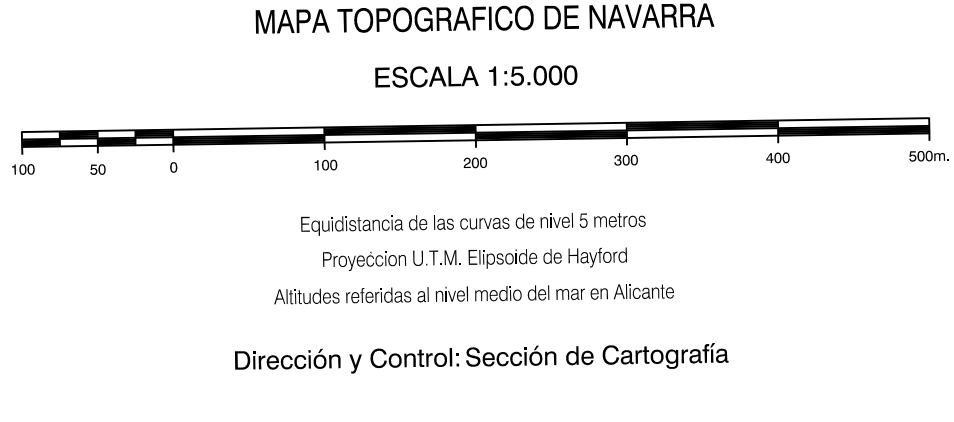 MAPA TOPOGRAFICO DE NAVARRA
ESCALA 1:5.000
100 50 0 100 200 300 400 500m.
Equidistancia de las curvas de nivel 5 metros
Proyección U.T.M. Elipsoide de Hayford
Altitudes referidas al nivel medio del mar en Alicante
Dirección y Control: Sección de Cartografía